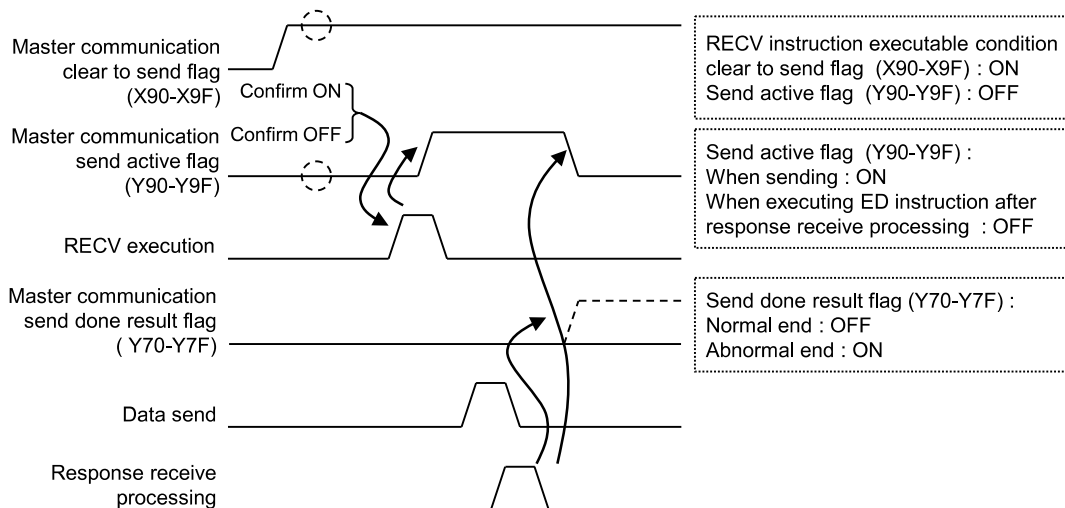 Master communication
clear to send flag
(X90-X9F)
Confirm ON
Confirm OFF
Master communication
send active flag
(Y90-Y9F)
RECV execution
Master communication
send done result flag
( Y70-Y7F)
Data send
Response receive
processing
RECV instruction executable condition
clear to send flag  (X90-X9F) : ON
Send active flag  (Y90-Y9F) : OFF
Send active flag  (Y90-Y9F) :
When sending : ON
When executing ED instruction after
response receive processing  : OFF
Send done result flag (Y70-Y7F) :
Normal end : OFF
Abnormal end : ON